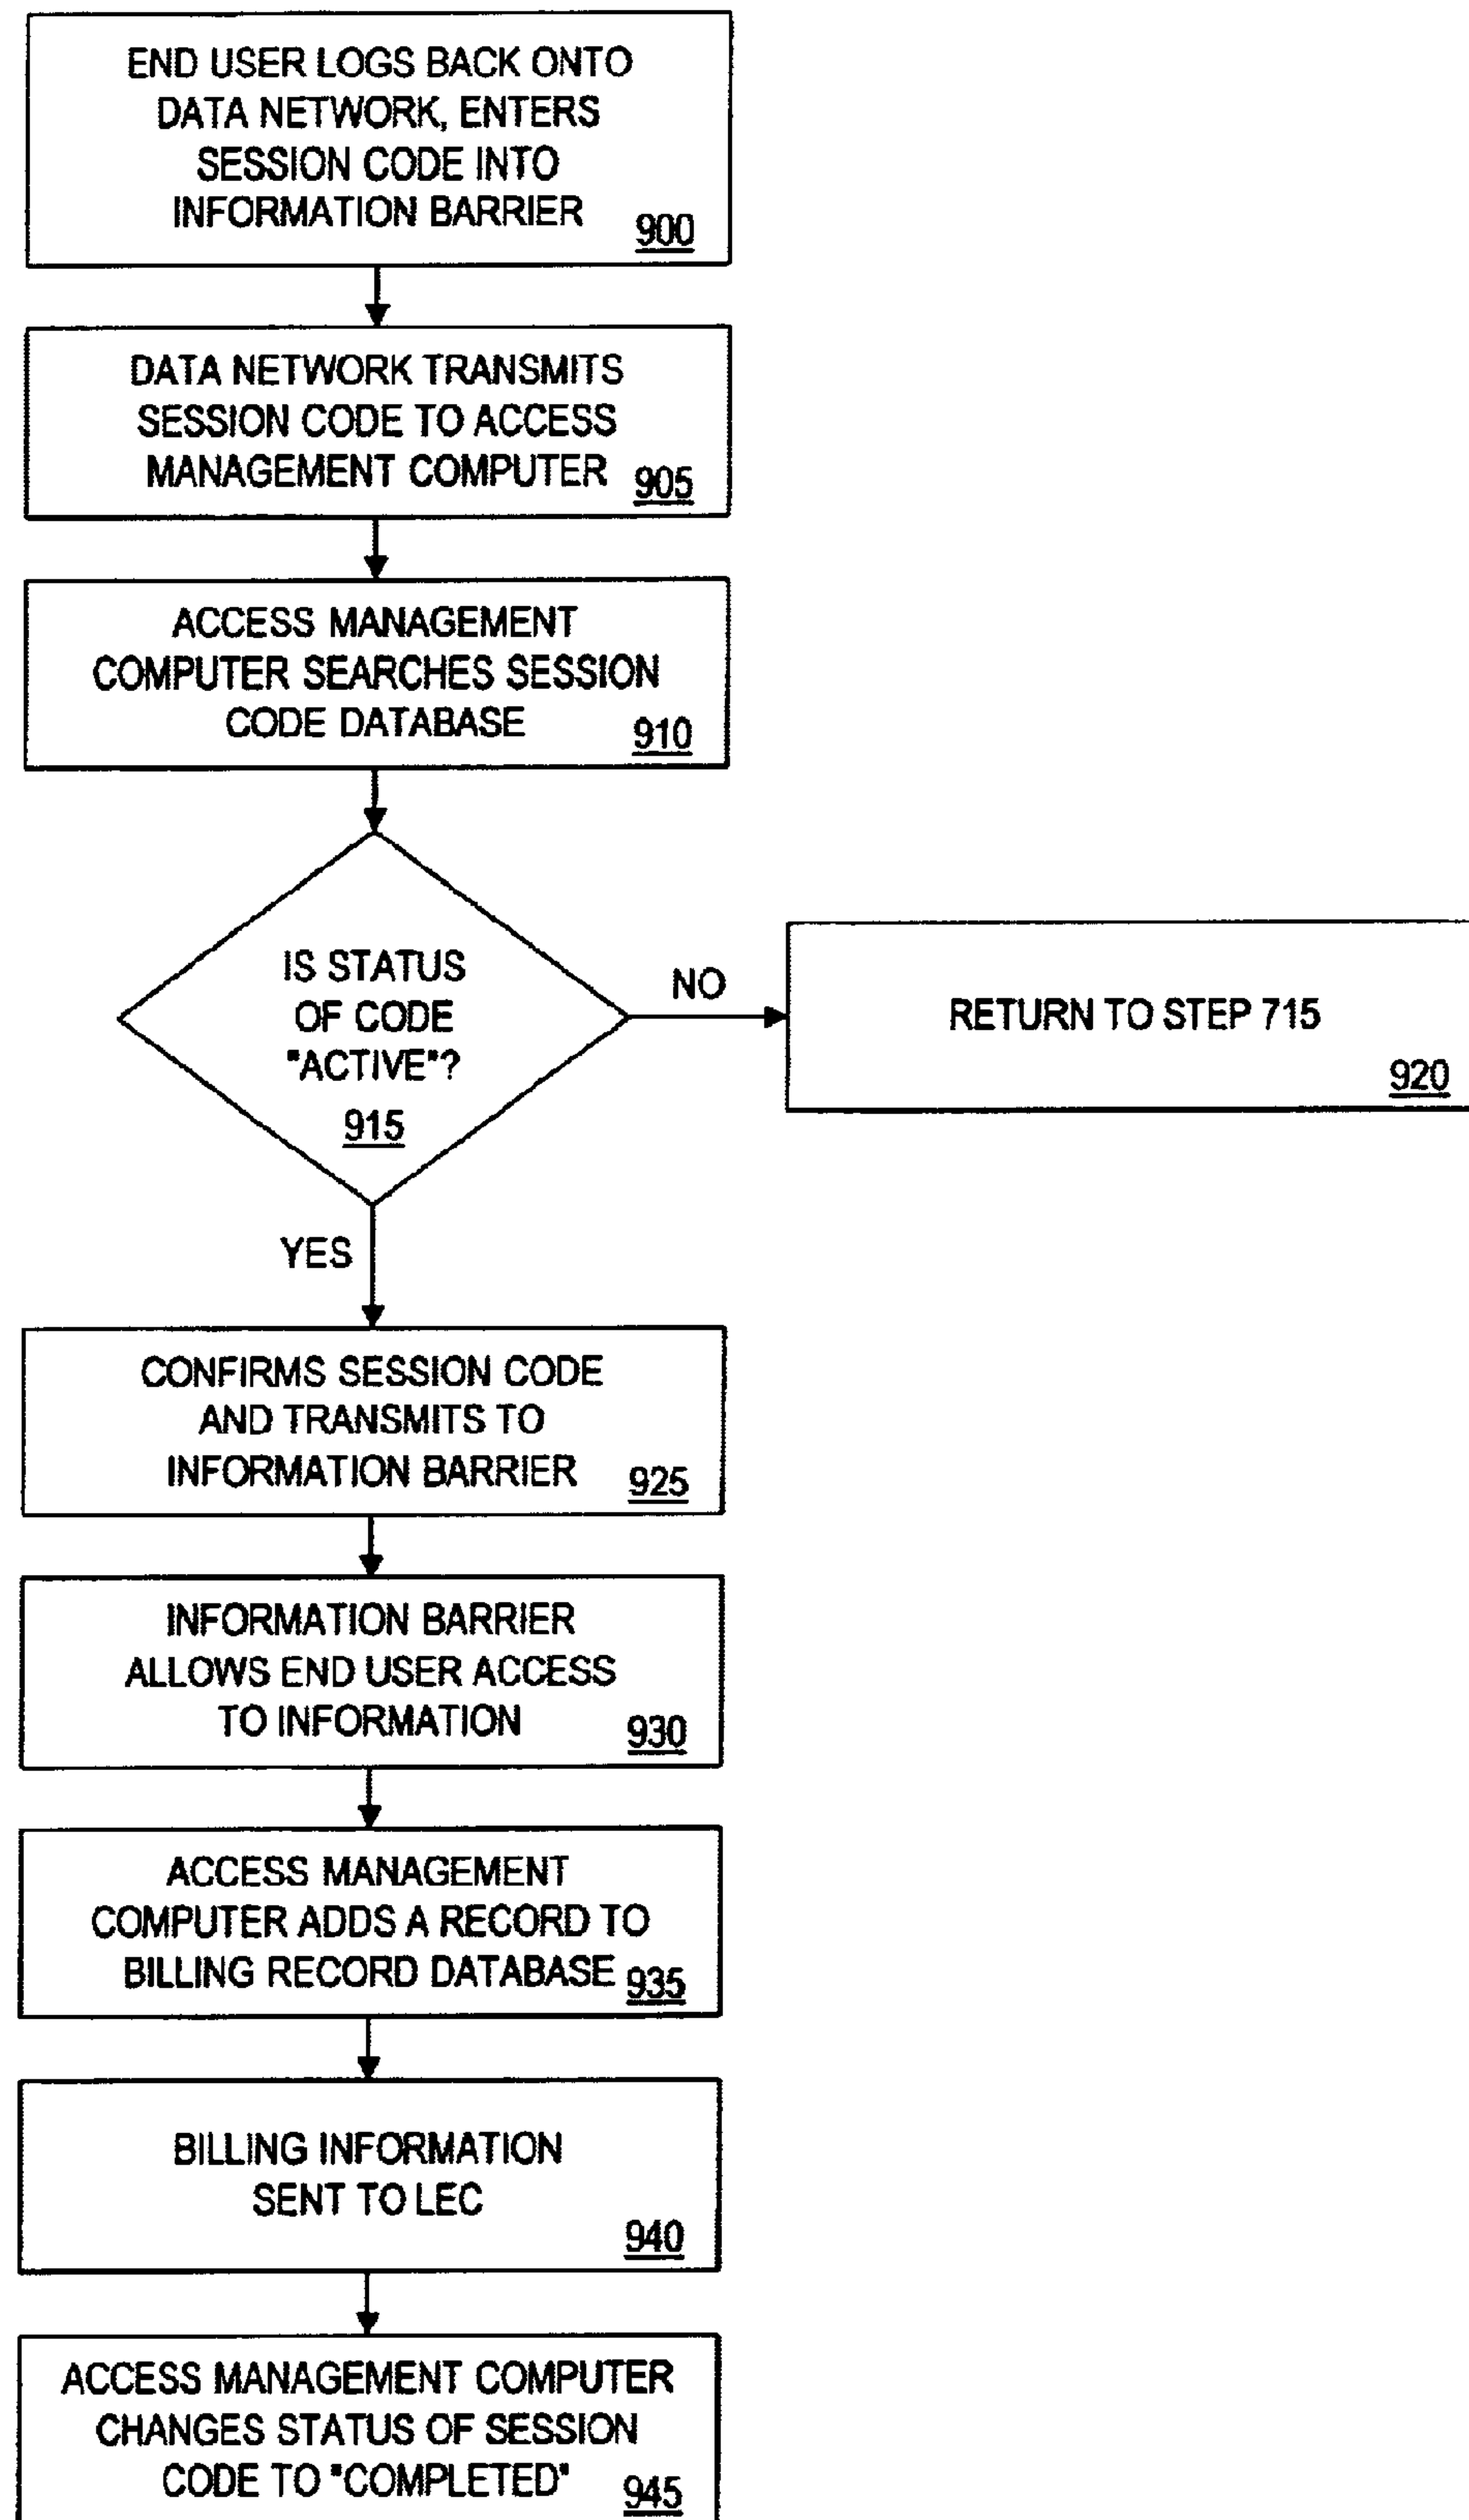 END USER LOGS BACK ONTO
DATA NETWORK, ENTERS
SESSION CODE INTO
INFORMATION BARRIER
900
DATA NETWORK TRANSMITS
SESSION CODE TO ACCESS
MANAGEMENT COMPUTER
905
ACCESS MANAGEMENT
COMPUTER SEARCHES SESSION
CODE DATABASE
910
IS STATUS
OF CODE
"ACTIVE"?
915
NO
RETURN TO STEP 715
920
YES
CONFIRMS SESSION CODE
AND TRANSMITS TO
INFORMATION BARRIER
925
INFORMATION BARRIER
ALLOWS END USER ACCESS
TO INFORMATION
930
ACCESS MANAGEMENT
COMPUTER ADDS A RECORD TO
BILLING RECORD DATABASE
935
BILLING INFORMATION
SENT TO LEC
940
ACCESS MANAGEMENT COMPUTER
CHANGES STATUS OF SESSION
CODE TO "COMPLETED"
945